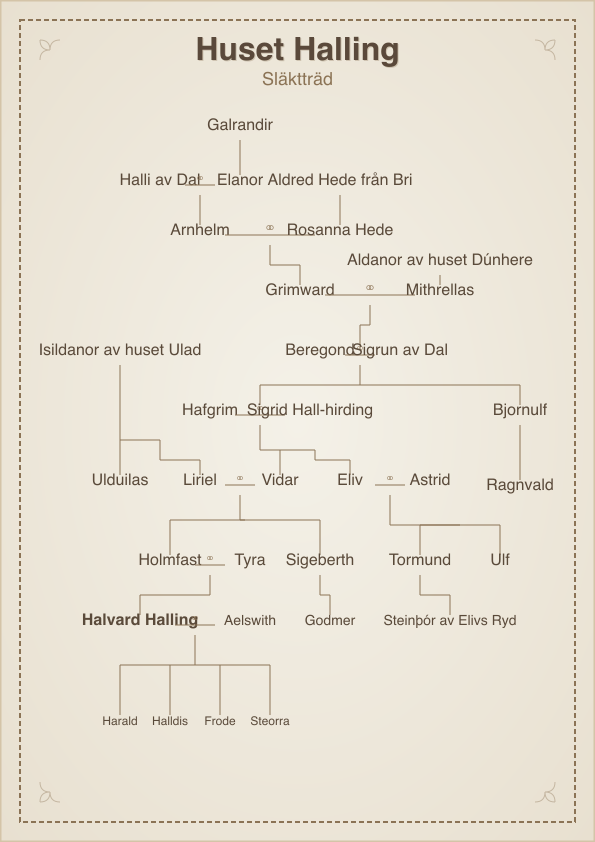 Huset Halling
Släktträd
Galrandir
Halli av Dal ⚭ Elanor Aldred Hede från Bri
Arnhelm ⚭ Rosanna Hede
Aldanor av huset Dúnhere
Grimward ⚭ Mithrellas
Isildanor av huset Ulad Beregond Sigrun av Dal
Hafgrim Sigrid Hall-hirding Bjornulf
Ulduilas Liriel ⚭ Vidar Eliv ⚭ Astrid Ragnvald
Holmfast ⚭ Tyra Sigeberth Tormund Ulf
Halvard Halling Aelswith Godmer Steinþór av Elivs Ryd
Harald Halldis Frode Steorra